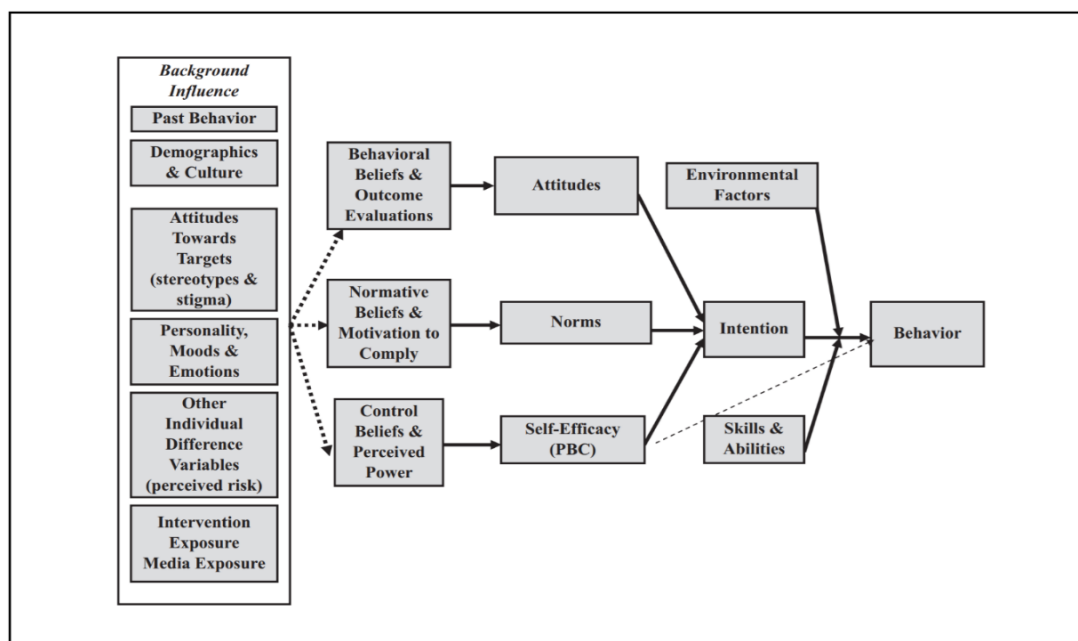 Background
Influence
Past Behavior
Demographics
& Culture
Attitudes
Towards
Targets
(stereotypes &
stigma)
Personality,
Moods &
Emotions
Other
Individual
Difference
Variables
(perceived risk)
Intervention
Exposure
Media Exposure
Behavioral
Beliefs &
Outcome
Evaluations
Normative
Beliefs &
Motivation to
Comply
Control
Beliefs &
Perceived
Power
Attitudes
Norms
Self-Efficacy
(PBC)
Environmental
Factors
Intention
Skills &
Abilities
Behavior